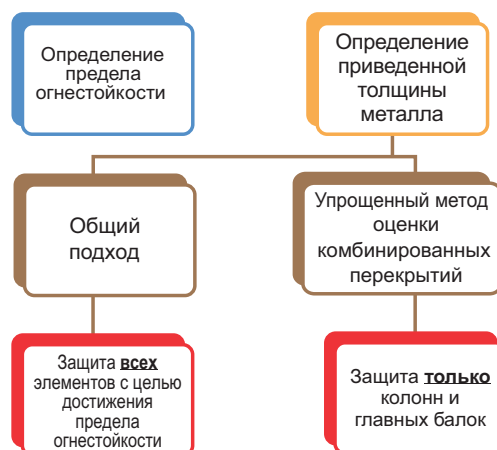 Определение
предела
огнестойкости
Определение
приведенной
толщины
металла
Общий
подход
Упрощенный метод
оценки
комбинированных
перекрытий
Защита всех
элементов с целью
достижения
предела
огнестойкости
Защита только
колонн и
главных балок